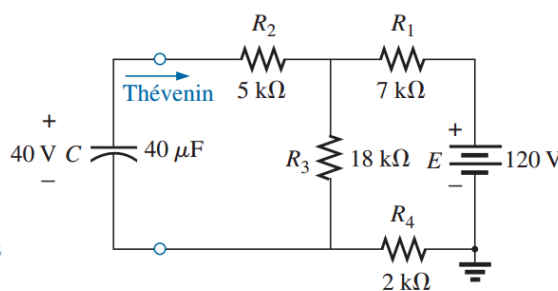 R2 R1
Thévenin 5 kΩ 7 kΩ
+ +
40 V C 40 μF R3 18 kΩ E 120 V
– –
R4
2 kΩ